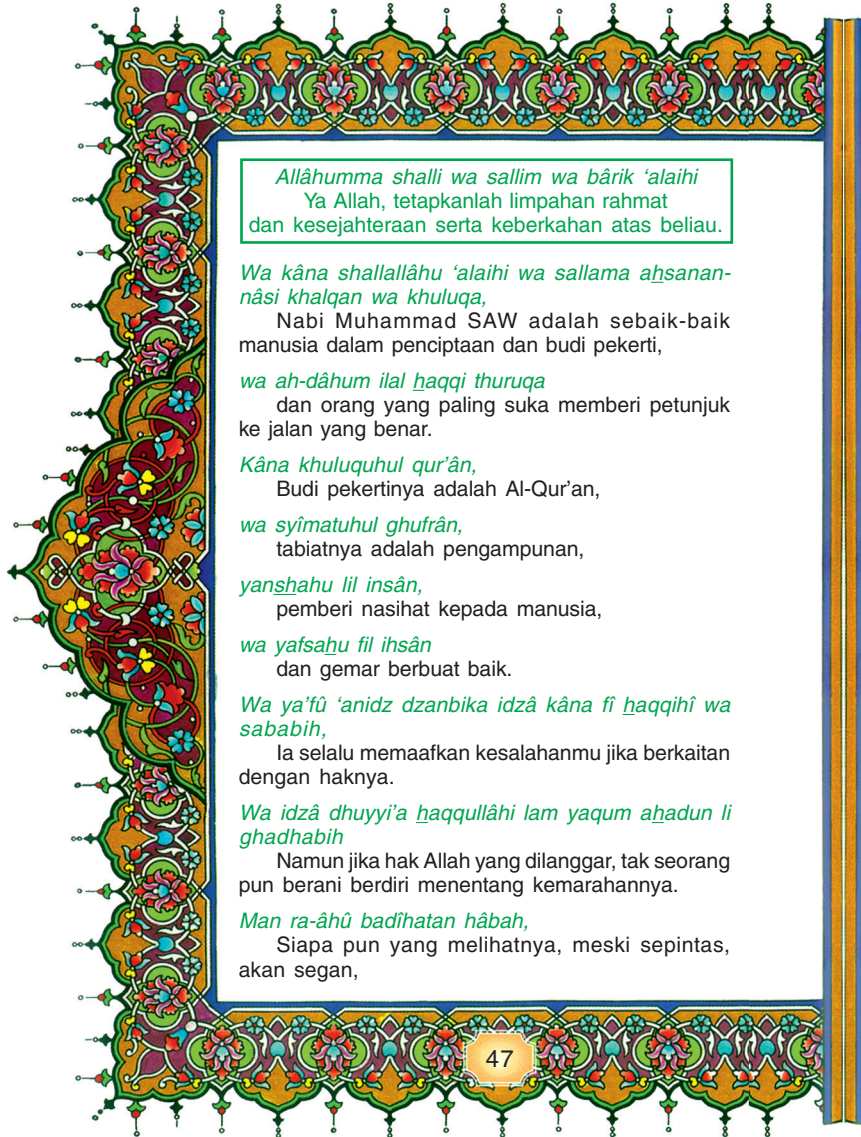 Allâhumma shalli wa sallim wa bârik ‘alaihi
Ya Allah, tetapkanlah limpahan rahmat
dan kesejahteraan serta keberkahan atas beliau.
Wa kâna shallallâhu ‘alaihi wa sallama ahsanan-
nâsi khalqan wa khuluqa,
Nabi Muhammad SAW adalah sebaik-baik
manusia dalam penciptaan dan budi pekerti,
wa ah-dâhum ilal haqqi thuruqa
dan orang yang paling suka memberi petunjuk
ke jalan yang benar.
Kâna khuluquhul qur’ân,
Budi pekertinya adalah Al-Qur’an,
wa syîmatuhul ghufrân,
tabiatnya adalah pengampunan,
yanshahu lil insân,
pemberi nasihat kepada manusia,
wa yafsahu fil ihsân
dan gemar berbuat baik.
Wa ya’fû ‘anidz dzanbika idzâ kâna fî haqqihî wa
sababih,
Ia selalu memaafkan kesalahanmu jika berkaitan
dengan haknya.
Wa idzâ dhuyyi’a haqqullâhi lam yaqum ahadun li
ghadhabih
Namun jika hak Allah yang dilanggar, tak seorang
pun berani berdiri menentang kemarahannya.
Man ra-âhû badîhatan hâbah,
Siapa pun yang melihatnya, meski sepintas,
akan segan,
47